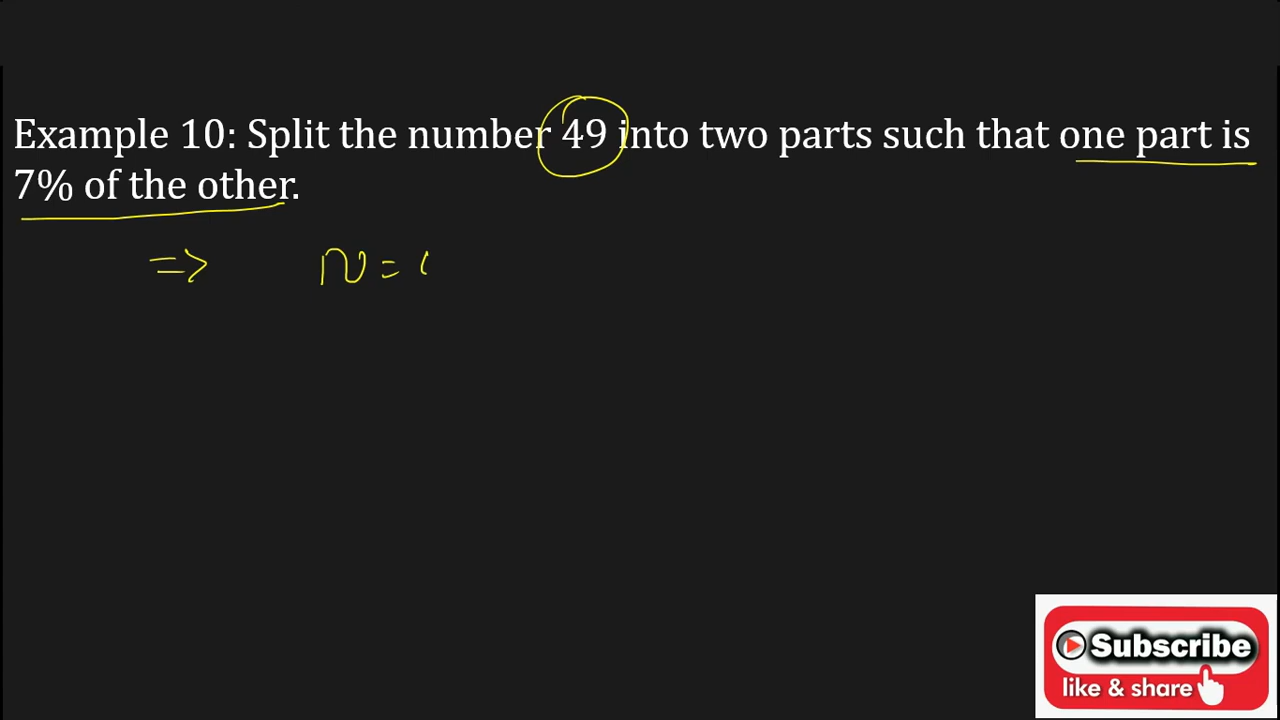 Example 10: Split the number 49 into two parts such that one part is
7% of the other.
=> N =
Subscribe
like & share